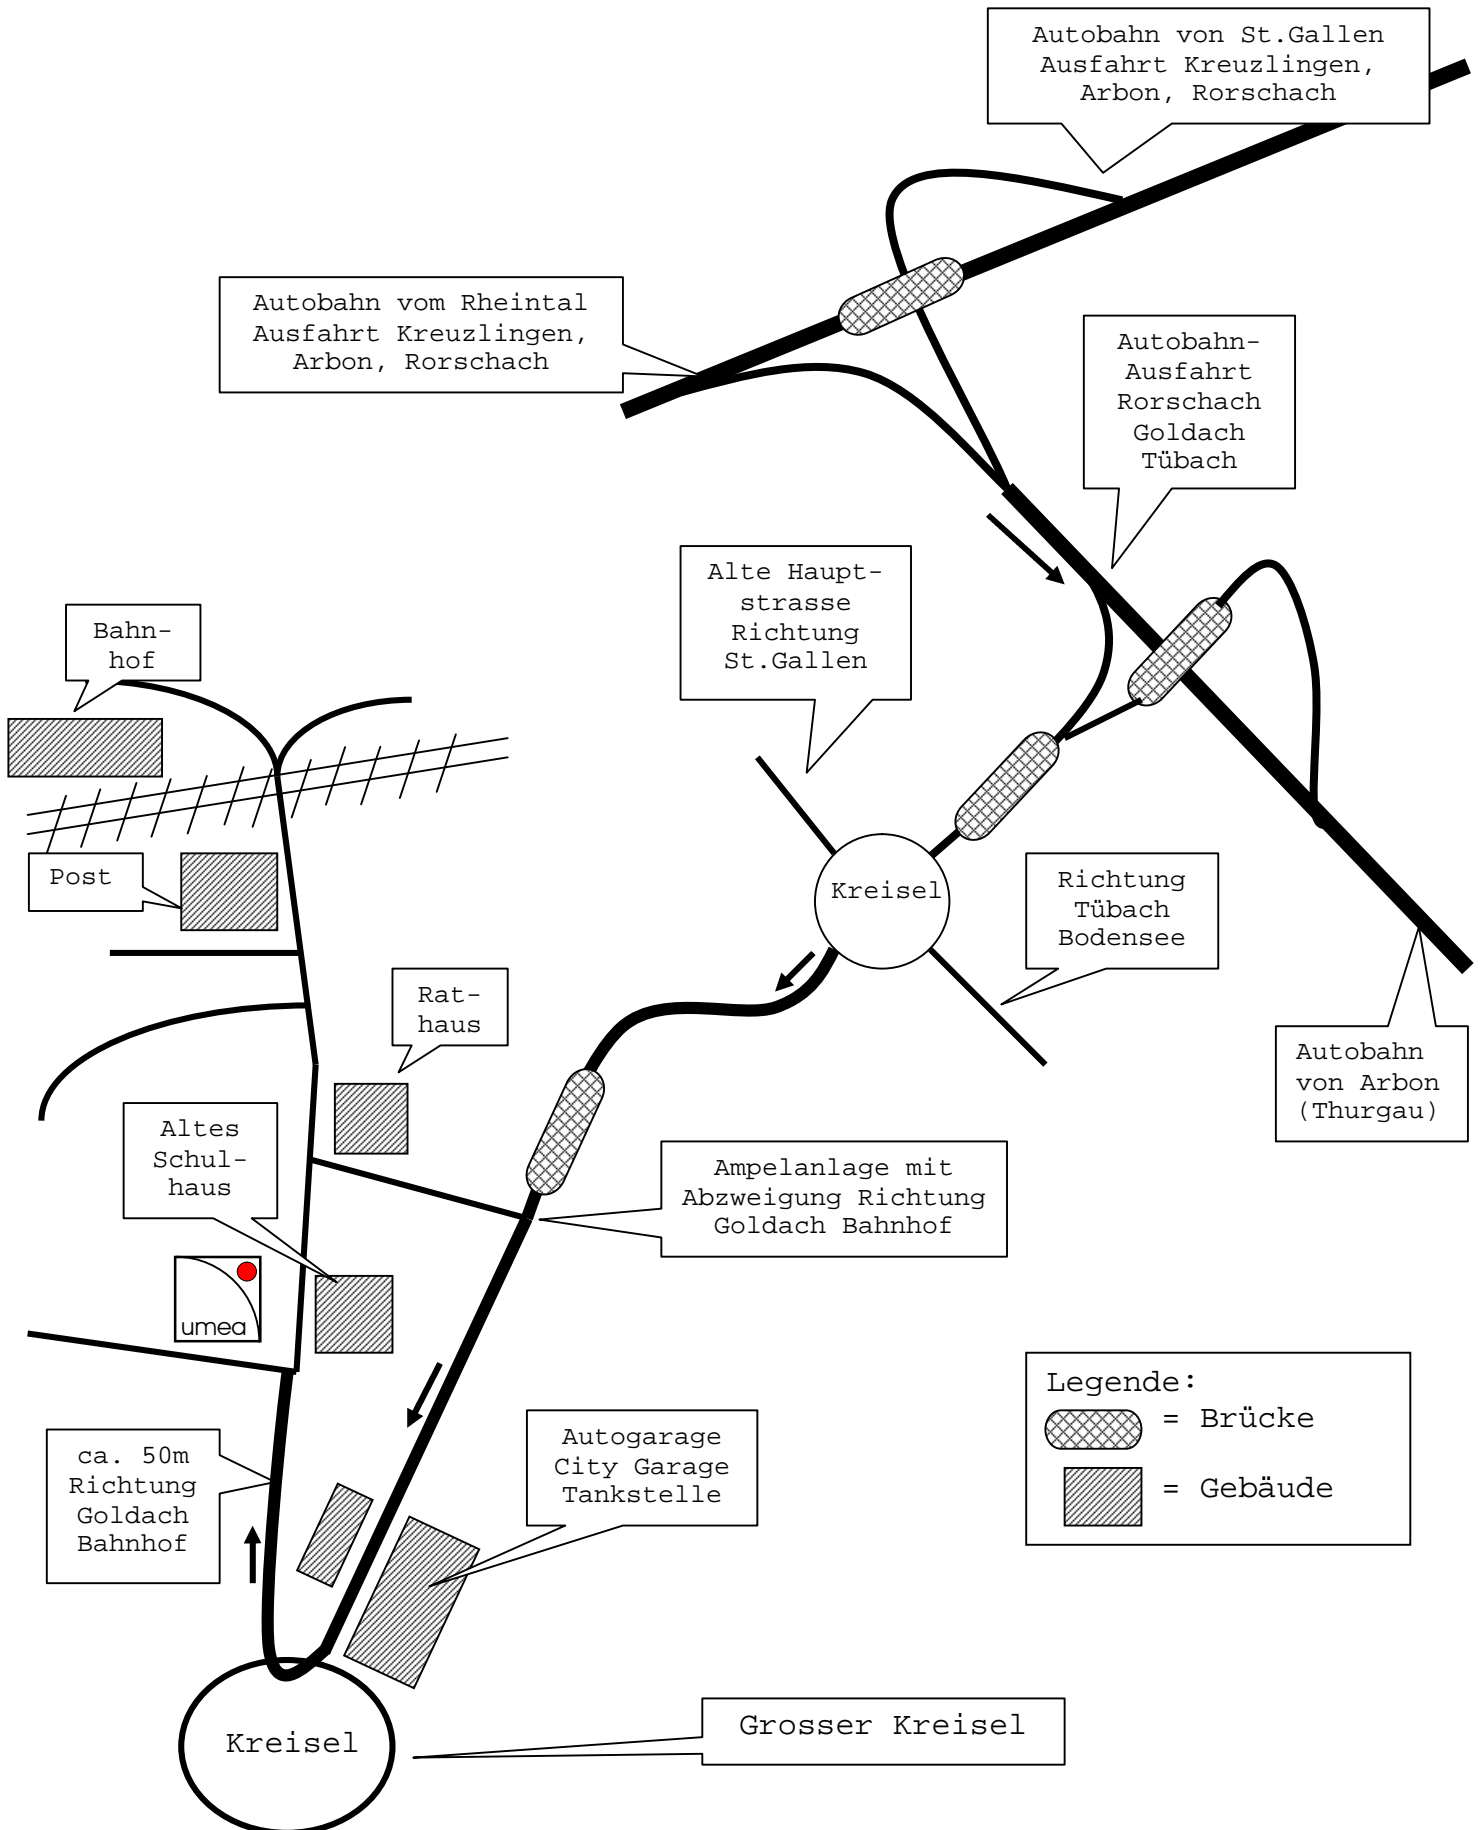 Autobahn von St.Gallen
Ausfahrt Kreuzlingen,
Arbon, Rorschach
Autobahn vom Rheintal
Ausfahrt Kreuzlingen,
Arbon, Rorschach
Autobahn-
Ausfahrt
Rorschach
Goldach
Tübach
Alte Haupt-
strasse
Richtung
St.Gallen
Bahn-
hof
Post
Kreisel
Richtung
Tübach
Bodensee
Rat-
haus
Autobahn
von Arbon
(Thurgau)
Altes
Schul-
haus
Ampelanlage mit
Abzweigung Richtung
Goldach Bahnhof
umea
Legende:
= Brücke
= Gebäude
ca. 50m
Richtung
Goldach
Bahnhof
Autogarage
City Garage
Tankstelle
Grosser Kreisel
Kreisel